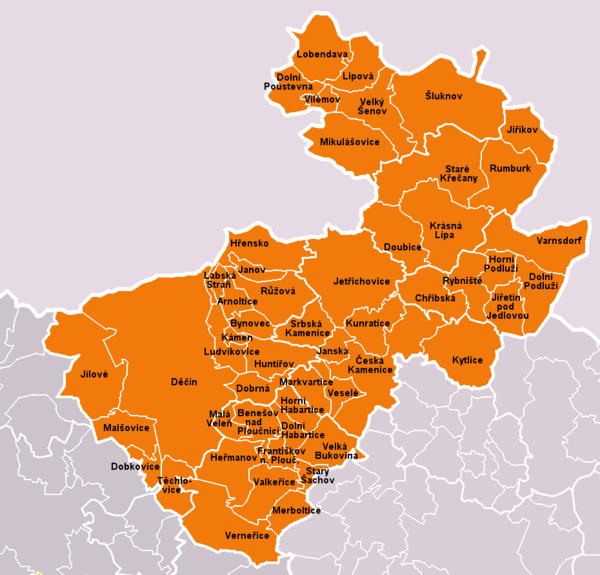 Lobendava
Lipová
Dolní
Poustevna
Vilémov
Velký
Šenov
Šluknov
Jiříkov
Mikulášovice
Staré
Křečany
Rumburk
Krásná
Lípa
Varnsdorf
Hřensko
Doubice
Horní
Podluží
Janov
Labská
Stráň
Jetřichovice
Rybniště
Dolní
Podluží
Růžová
Arnoltice
Chřibská
Jiřetín
pod
Jedlovou
Bynovec
Srbská
Kamenice
Kunratice
Kámen
Ludvíkovice
Janská
Huntířov
Česká
Kamenice
Kytlice
Jílové
Děčín
Dobrná
Markvartice
Veselé
Horní
Habartice
Malá
Veleň
Benešov
nad
Ploučnicí
Malšovice
Dolní
Habartice
Velká
Bukovina
Heřmanov
Františkov
n. Plouč.
Dobkovice
Stary
Šachov
Těchlo-
vice
Valkeřice
Merboltice
Verneřice